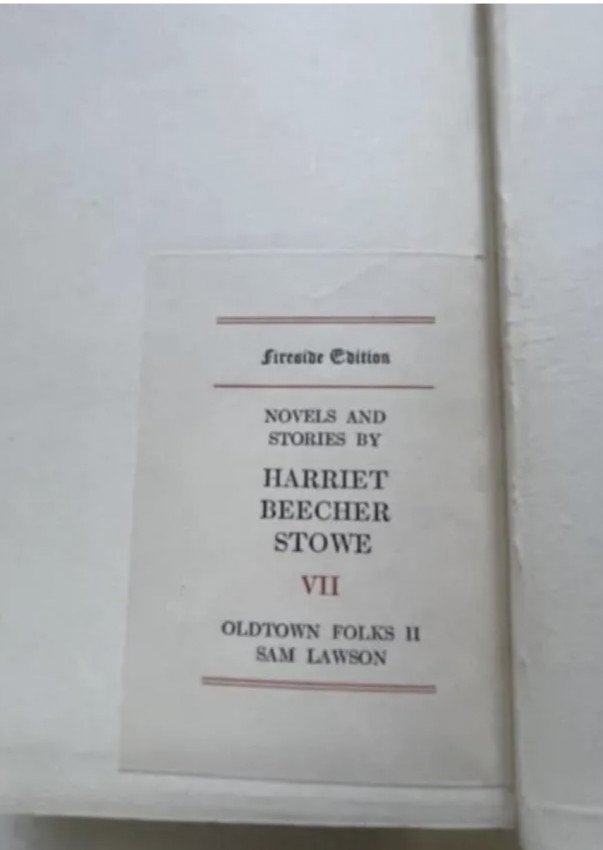 Fireside Edition
NOVELS AND
STORIES BY
HARRIET
BEECHER
STOWE
VII
OLDTOWN FOLKS II
SAM LAWSON